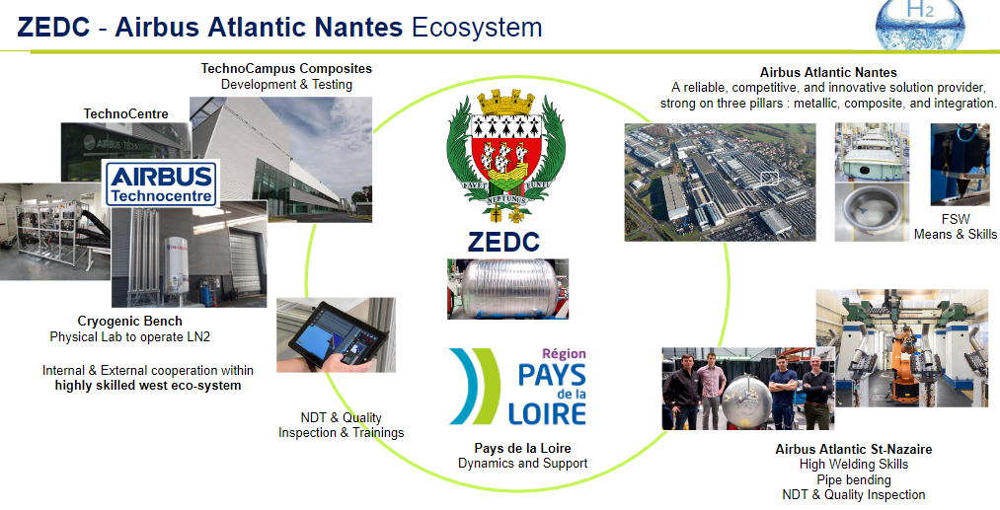 ZEDC - Airbus Atlantic Nantes Ecosystem
H2
TechnoCampus Composites
Development & Testing
TechnoCentre
AIRBUS
Technocentre
Cryogenic Bench
Physical Lab to operate LN2
Internal & External cooperation within
highly skilled west eco-system
NDT & Quality
Inspection & Trainings
FAVET
NEPTUNUS
EUNTES
ZEDC
Région
PAYS
de la
LOIRE
Pays de la Loire
Dynamics and Support
Airbus Atlantic Nantes
A reliable, competitive, and innovative solution provider,
strong on three pillars : metallic, composite, and integration.
FSW
Means & Skills
Airbus Atlantic St-Nazaire
High Welding Skills
Pipe bending
NDT & Quality Inspection